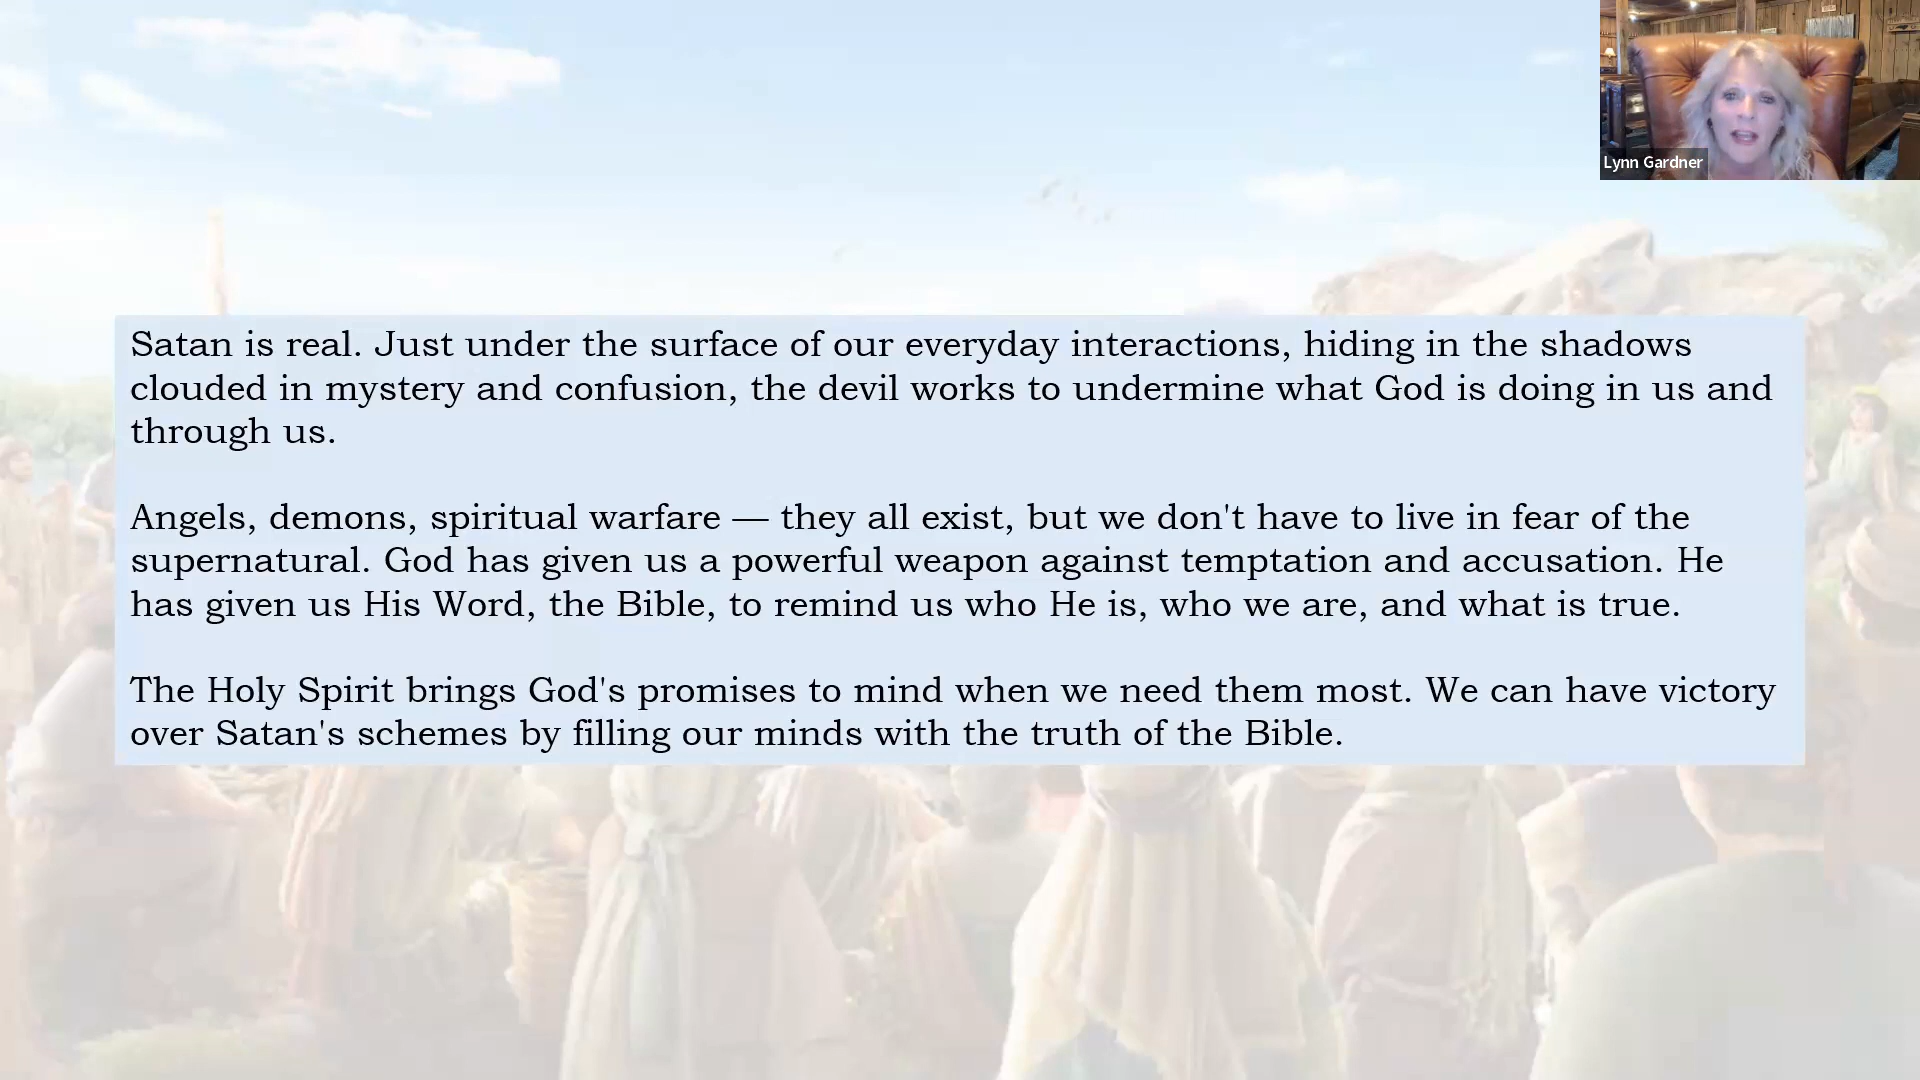 Lynn Gardner
Satan is real. Just under the surface of our everyday interactions, hiding in the shadows
clouded in mystery and confusion, the devil works to undermine what God is doing in us and
through us.
Angels, demons, spiritual warfare — they all exist, but we don't have to live in fear of the
supernatural. God has given us a powerful weapon against temptation and accusation. He
has given us His Word, the Bible, to remind us who He is, who we are, and what is true.
The Holy Spirit brings God's promises to mind when we need them most. We can have victory
over Satan's schemes by filling our minds with the truth of the Bible.